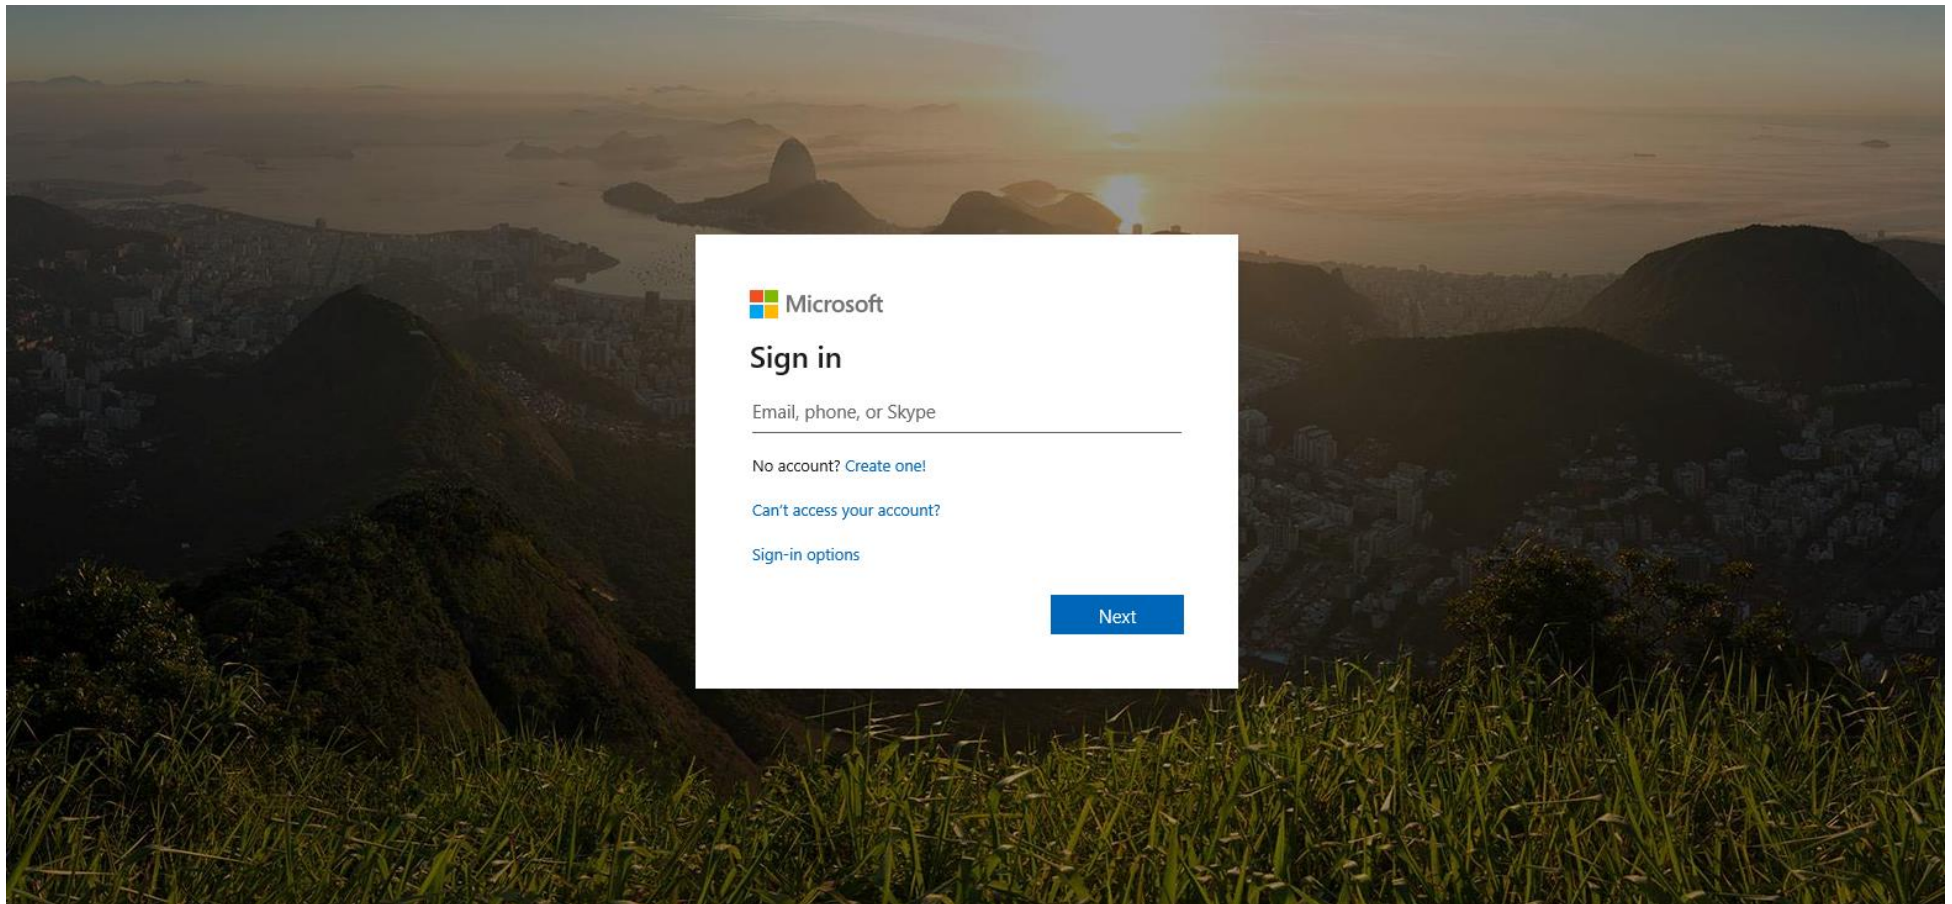 Microsoft
Sign in
Email, phone, or Skype
No account? Create one!
Can't access your account?
Sign-in options
Next